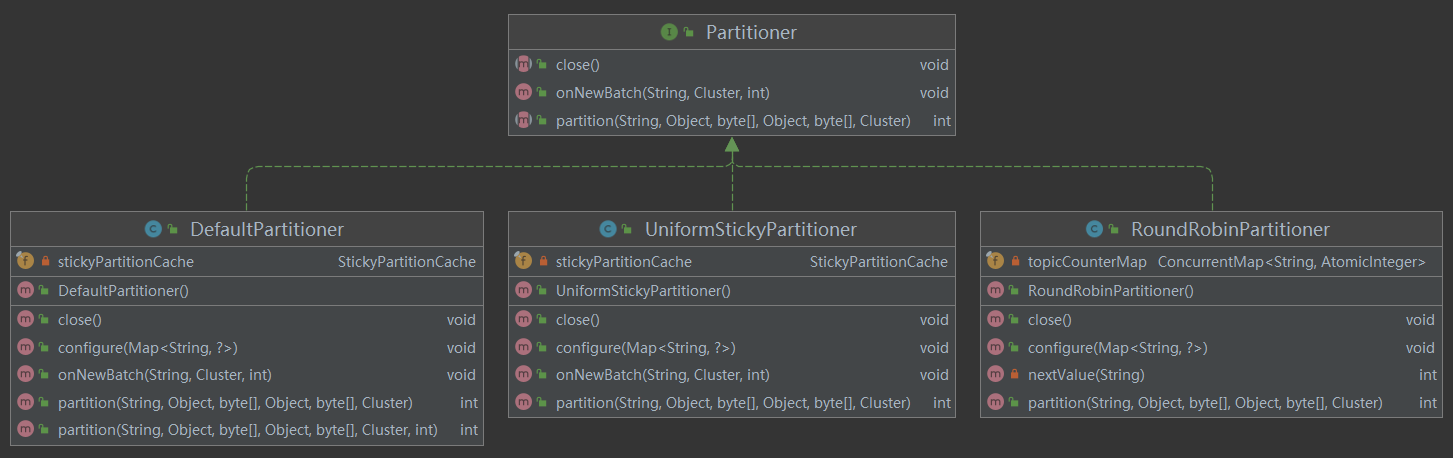 Partitioner
close() void
onNewBatch(String, Cluster, int) void
partition(String, Object, byte[], Object, byte[], Cluster) int
DefaultPartitioner
stickyPartitionCache StickyPartitionCache
DefaultPartitioner()
close() void
configure(Map<String, ?>) void
onNewBatch(String, Cluster, int) void
partition(String, Object, byte[], Object, byte[], Cluster) int
partition(String, Object, byte[], Object, byte[], Cluster, int) int
UniformStickyPartitioner
stickyPartitionCache StickyPartitionCache
UniformStickyPartitioner()
close() void
configure(Map<String, ?>) void
onNewBatch(String, Cluster, int) void
partition(String, Object, byte[], Object, byte[], Cluster) int
RoundRobinPartitioner
topicCounterMap ConcurrentMap<String, AtomicInteger>
RoundRobinPartitioner()
close() void
configure(Map<String, ?>) void
nextValue(String) int
partition(String, Object, byte[], Object, byte[], Cluster) int